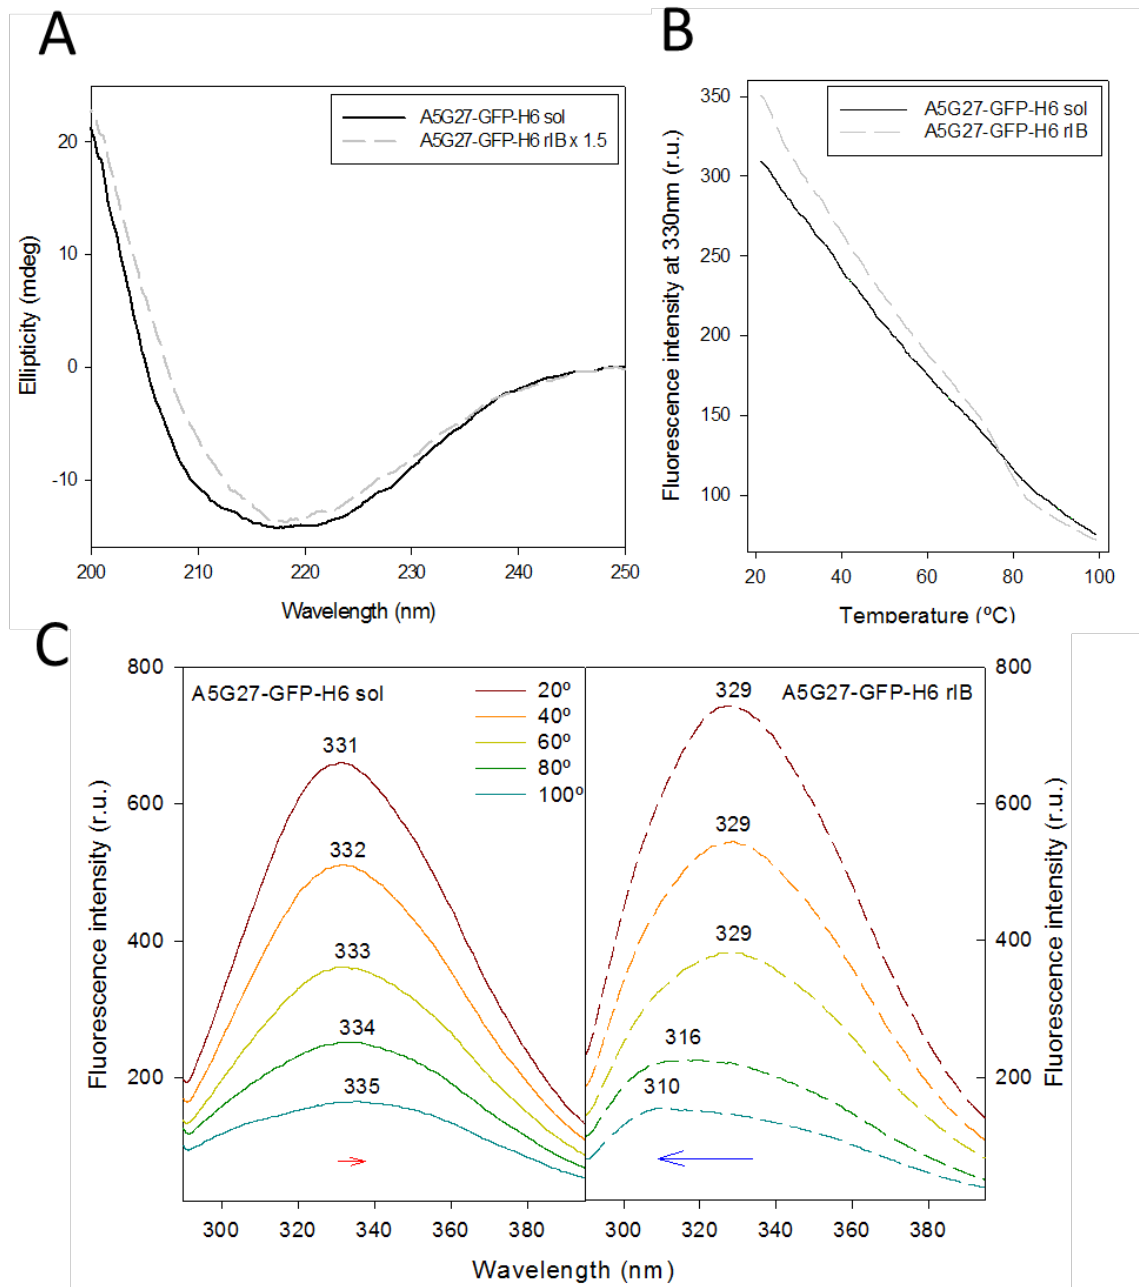 A
A5G27-GFP-H6 sol
A5G27-GFP-H6 rIB x 1.5
20
10
0
-10
Ellipticity (mdeg)
200 210 220 230 240 250
Wavelength (nm)
B
A5G27-GFP-H6 sol
A5G27-GFP-H6 rIB
350
300
250
200
150
100
Fluorescence intensity at 330nm (r.u.)
20 40 60 80 100
Temperature (ºC)
C
A5G27-GFP-H6 sol
20º
40º
60º
80º
100º
331
332
333
334
335
800
600
400
200
Fluorescence intensity (r.u.)
300 320 340 360 380
A5G27-GFP-H6 rIB
329
329
329
316
310
800
600
400
200
Fluorescence intensity (r.u.)
300 320 340 360 380
Wavelength (nm)